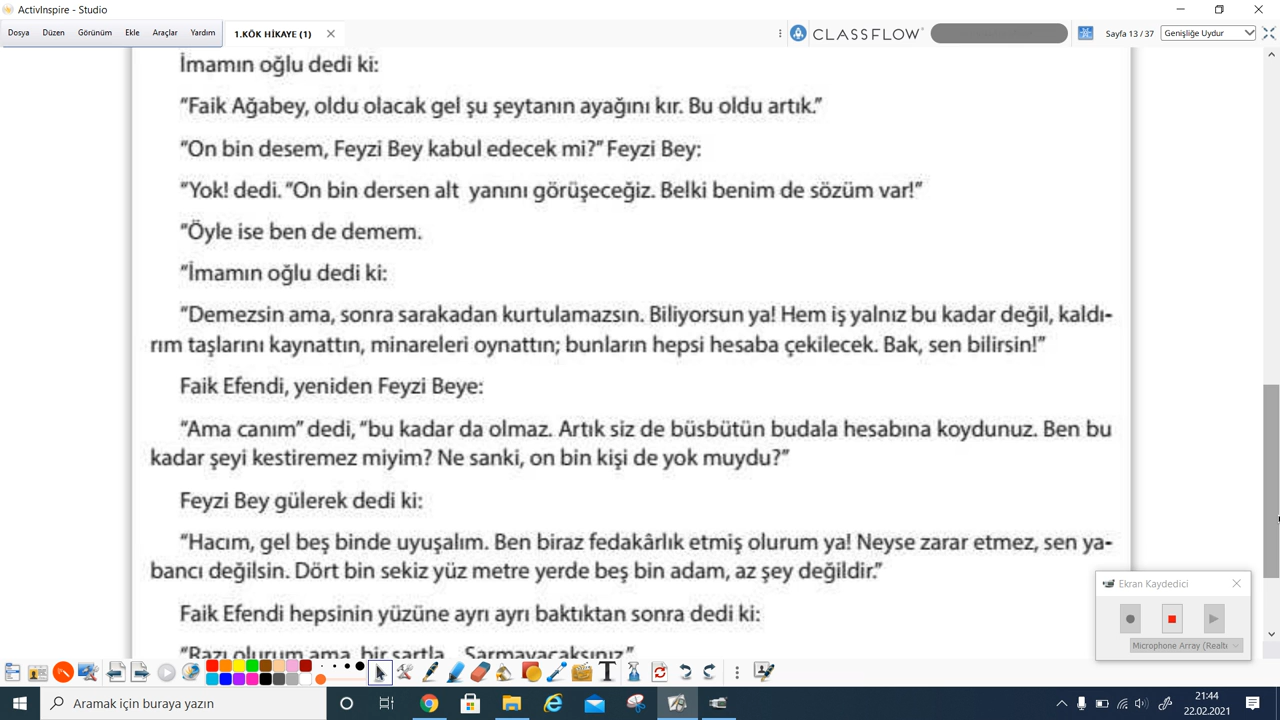 ActivInspire - Studio
Dosya Düzen Görünüm Ekle Araçlar Yardım
1.KÖK HİKAYE (1)
CLASSFLOW
Sayfa 13 / 37
Genişliğe Uydur
İmamın oğlu dedi ki:
“Faik Ağabey, oldu olacak gel şu şeytanın ayağını kır. Bu oldu artık.”
“On bin desem, Feyzi Bey kabul edecek mi?” Feyzi Bey:
“Yok! dedi. “On bin dersen alt yanını görüşeceğiz. Belki benim de sözüm var!”
“Öyle ise ben de demem.
“İmamın oğlu dedi ki:
“Demezsin ama, sonra sarakadan kurtulamazsın. Biliyorsun ya! Hem iş yalnız bu kadar değil, kaldı-
rım taşlarını kaynattın, minareleri oynattın; bunların hepsi hesaba çekilecek. Bak, sen bilirsin!”
Faik Efendi, yeniden Feyzi Beye:
“Ama canım” dedi, “bu kadar da olmaz. Artık siz de büsbütün budala hesabına koydunuz. Ben bu
kadar şeyi kestiremez miyim? Ne sanki, on bin kişi de yok muydu?”
Feyzi Bey gülerek dedi ki:
“Hacım, gel beş binde uyuşalım. Ben biraz fedakârlık etmiş olurum ya! Neyse zarar etmez, sen ya-
bancı değilsin. Dört bin sekiz yüz metre yerde beş bin adam, az şey değildir.”
Faik Efendi hepsinin yüzüne ayrı ayrı baktıktan sonra dedi ki:
“Razı olurum ama, bir şartla... Sarmayacaksınız”
Ekran Kaydedici
Microphone Array (Realt
Aramak için buraya yazın
21:44
22.02.2021